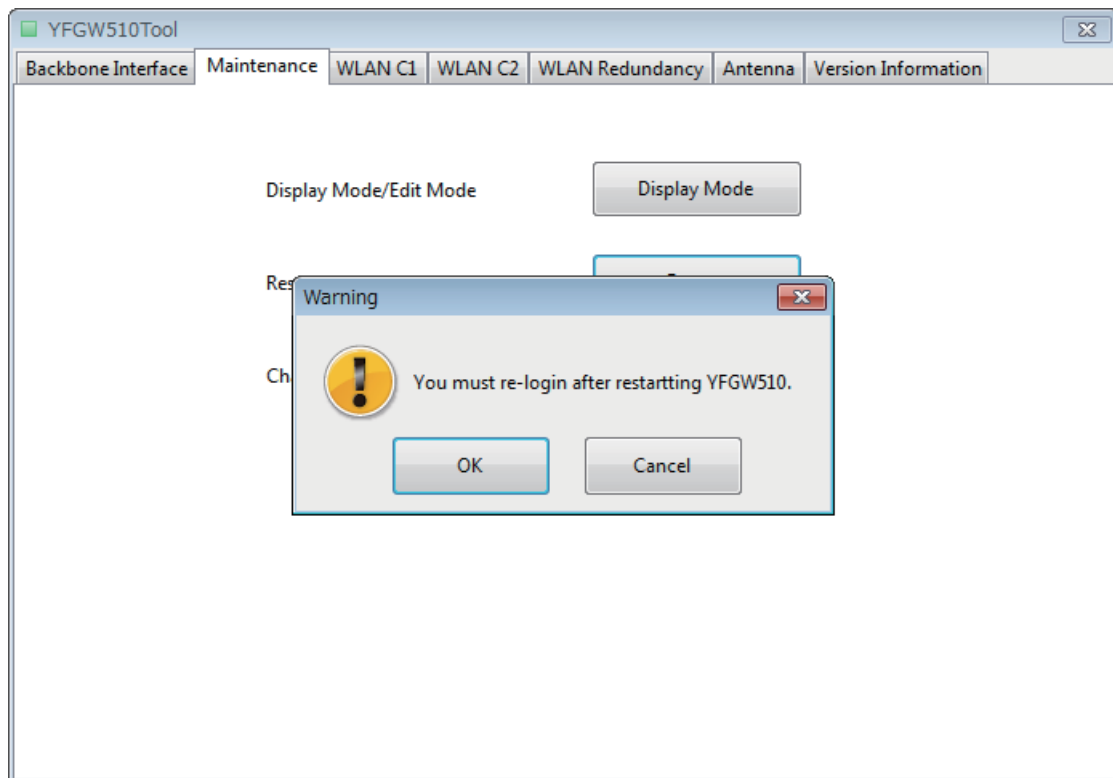 YFGW510Tool
Backbone Interface Maintenance WLAN C1 WLAN C2 WLAN Redundancy Antenna Version Information
Display Mode/Edit Mode Display Mode
Warning
You must re-login after restartting YFGW510.
OK Cancel